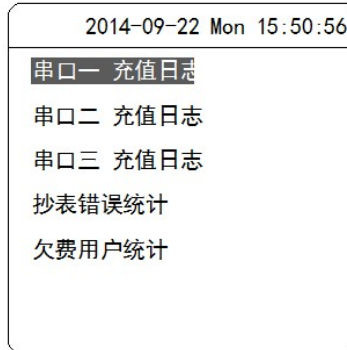 2014-09-22 Mon 15:50:56
串口一 充值日志
串口二 充值日志
串口三 充值日志
抄表错误统计
欠费用户统计